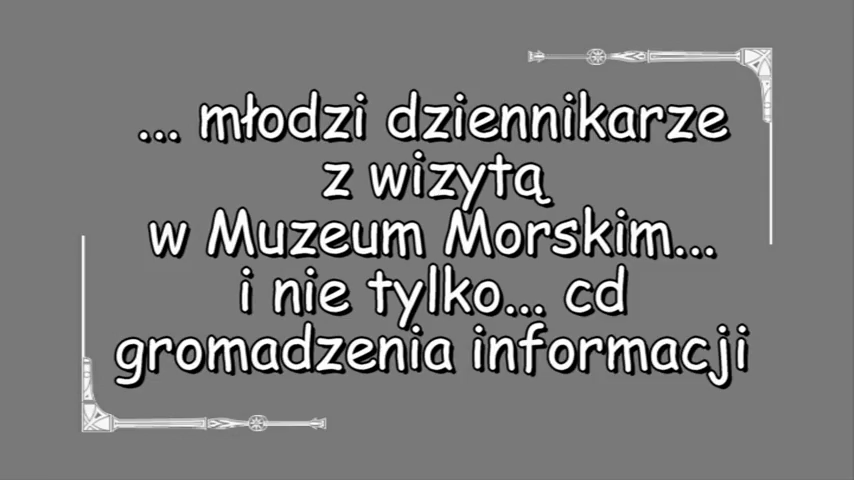 ... młodzi dziennikarze
z wizytą
w Muzeum Morskim...
i nie tylko... cd
gromadzenia informacji